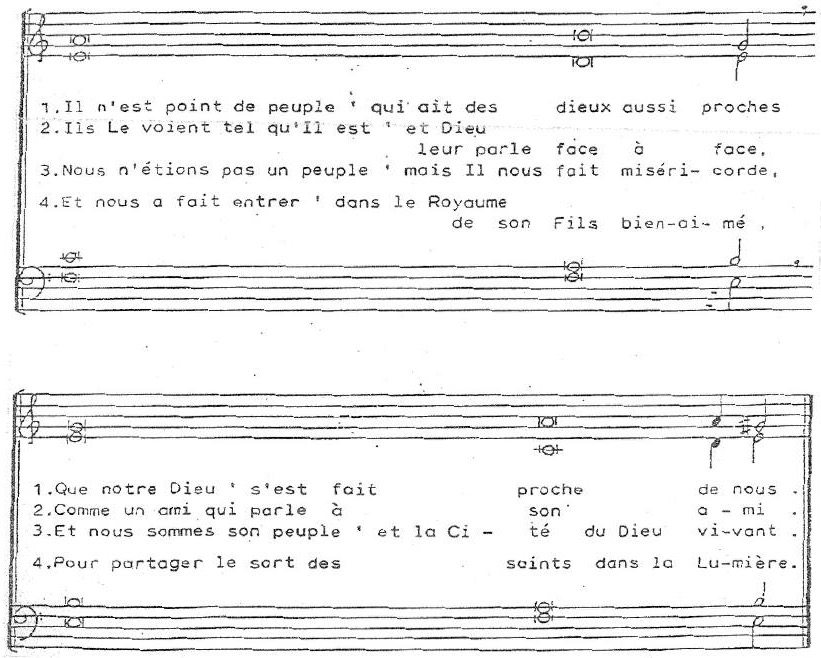 1.Il n'est point de peuple ' qui ait des dieux aussi proches
2.Ils Le voient tel qu'Il est ' et Dieu
leur parle face à face,
3.Nous n'étions pas un peuple ' mais Il nous fait miséri- corde,
4.Et nous a fait entrer ' dans le Royaume
de son Fils bien-ai- mé ,
1.Que notre Dieu ' s'est fait proche de nous .
2.Comme un ami qui parle à son a - mi .
3.Et nous sommes son peuple ' et la Ci - té du Dieu vi-vant .
4.Pour partager le sort des saints dans la Lu-mière.